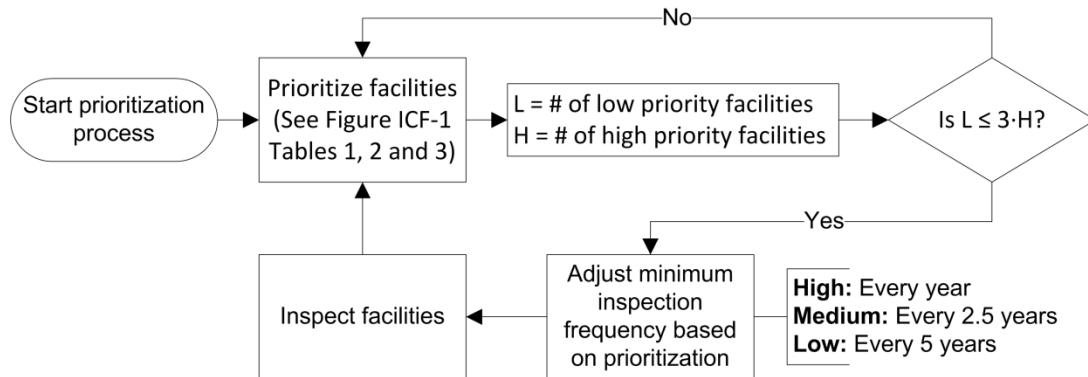 No
Start prioritization
process
Prioritize facilities
(See Figure ICF-1
Tables 1, 2 and 3)
L = # of low priority facilities
H = # of high priority facilities
Is L ≤ 3·H?
Yes
Inspect facilities
Adjust minimum
inspection
frequency based
on prioritization
High: Every year
Medium: Every 2.5 years
Low: Every 5 years